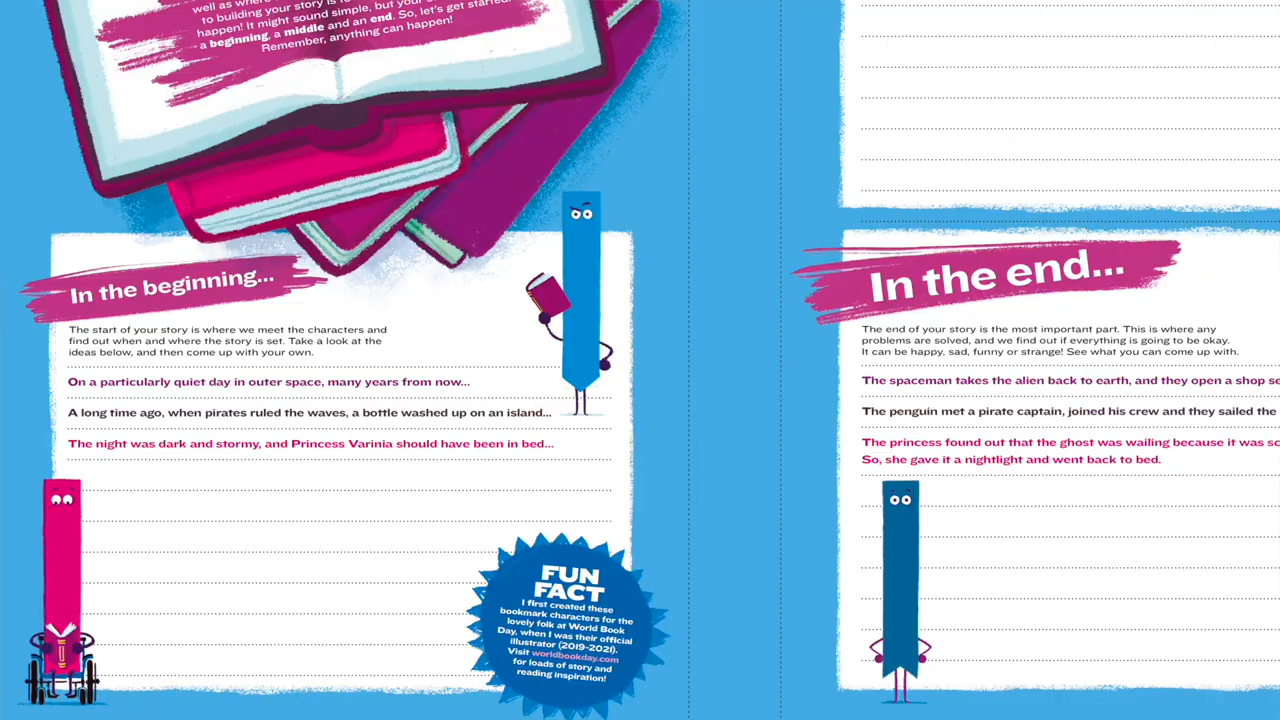 well as where
to building your story is to
happen! It might sound simple, but your
a beginning, a middle and an end. So, let's get started.
Remember, anything can happen!
In the beginning...
The start of your story is where we meet the characters and
find out when and where the story is set. Take a look at the
ideas below, and then come up with your own.
On a particularly quiet day in outer space, many years from now...
A long time ago, when pirates ruled the waves, a bottle washed up on an island...
The night was dark and stormy, and Princess Varinia should have been in bed...
FUN
FACT
I first created these
bookmark characters for the
lovely folk at World Book
Day, when I was their official
illustrator (2019-2021).
Visit worldbookday.com
for loads of story and
reading inspiration!
In the end...
The end of your story is the most important part. This is where any
problems are solved, and we find out if everything is going to be okay.
It can be happy, sad, funny or strange! See what you can come up with.
The spaceman takes the alien back to earth, and they open a shop
The penguin met a pirate captain, joined his crew and they sailed the
The princess found out that the ghost was wailing because it was
So, she gave it a nightlight and went back to bed.